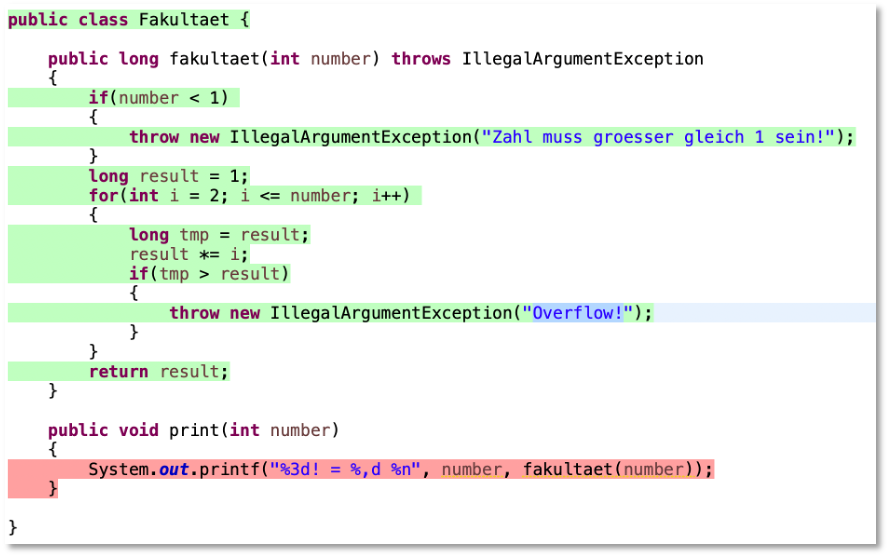 public class Fakultaet {
public long fakultaet(int number) throws IllegalArgumentException
{
if(number < 1)
{
throw new IllegalArgumentException("Zahl muss groesser gleich 1 sein!");
}
long result = 1;
for(int i = 2; i <= number; i++)
{
long tmp = result;
result *= i;
if(tmp > result)
{
throw new IllegalArgumentException("Overflow!");
}
}
return result;
}
public void print(int number)
{
System.out.printf("%3d! = %,d %n", number, fakultaet(number));
}
}